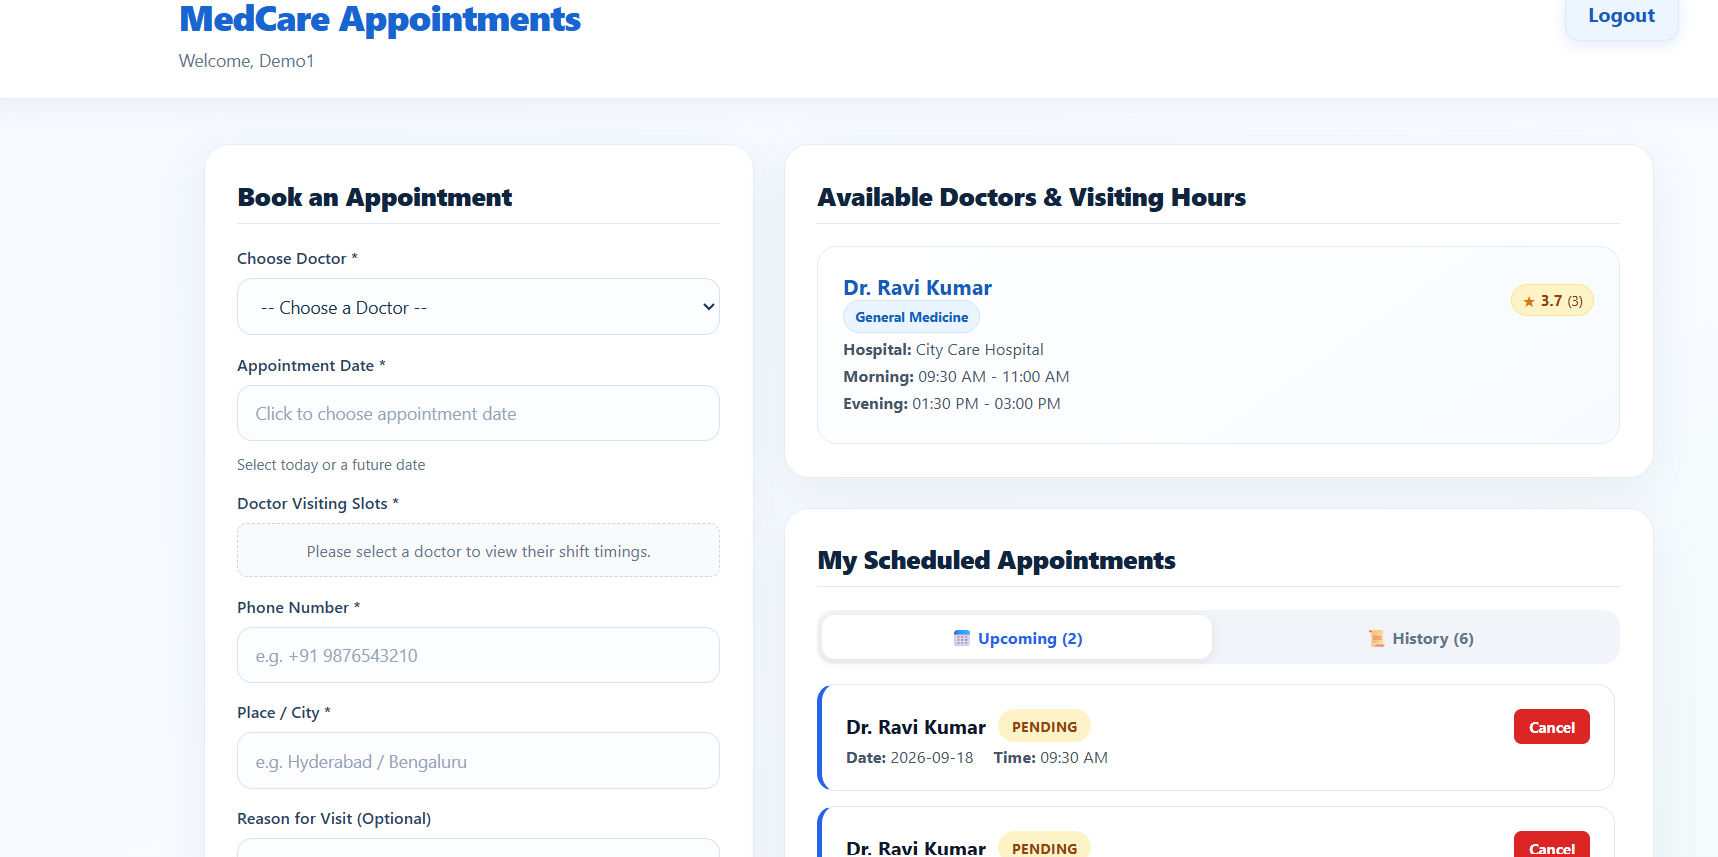 MedCare Appointments
Welcome, Demo1
Logout
Book an Appointment
Choose Doctor *
-- Choose a Doctor --
Appointment Date *
Click to choose appointment date
Select today or a future date
Doctor Visiting Slots *
Please select a doctor to view their shift timings.
Phone Number *
e.g. +91 9876543210
Place / City *
e.g. Hyderabad / Bengaluru
Reason for Visit (Optional)
Available Doctors & Visiting Hours
Dr. Ravi Kumar
★ 3.7 (3)
General Medicine
Hospital: City Care Hospital
Morning: 09:30 AM - 11:00 AM
Evening: 01:30 PM - 03:00 PM
My Scheduled Appointments
Upcoming (2)
History (6)
Dr. Ravi Kumar PENDING
Cancel
Date: 2026-09-18 Time: 09:30 AM
Dr. Ravi Kumar PENDING
Cancel